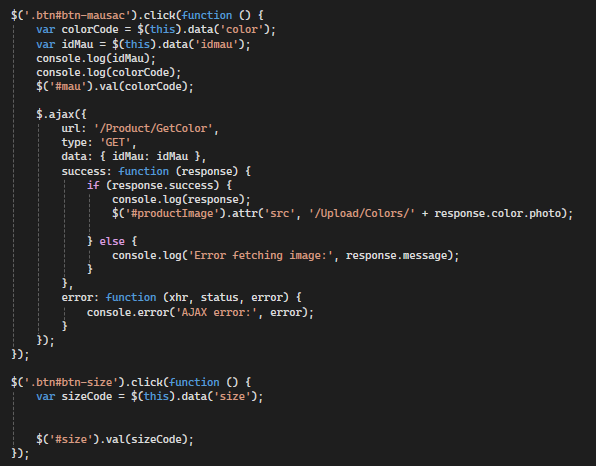 $('.btn#btn-mausac').click(function () {
    var colorCode = $(this).data('color');
    var idMau = $(this).data('idmau');
    console.log(idMau);
    console.log(colorCode);
    $('#mau').val(colorCode);

    $.ajax({
        url: '/Product/GetColor',
        type: 'GET',
        data: { idMau: idMau },
        success: function (response) {
            if (response.success) {
                console.log(response);
                $('#productImage').attr('src', '/Upload/Colors/' + response.color.photo);

            } else {
                console.log('Error fetching image:', response.message);
            }
        },
        error: function (xhr, status, error) {
            console.error('AJAX error:', error);
        }
    });
});

$('.btn#btn-size').click(function () {
    var sizeCode = $(this).data('size');


    $('#size').val(sizeCode);
});